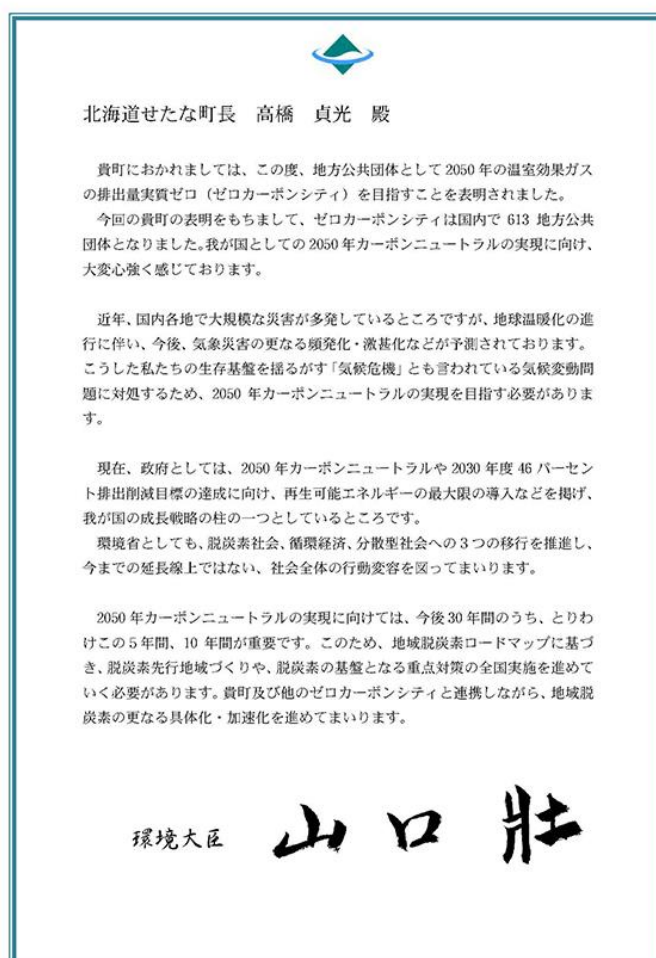 北海道せたな町長　高橋　貞光　殿
貴町におかれましては、この度、地方公共団体として2050年の温室効果ガス
の排出量実質ゼロ（ゼロカーボンシティ）を目指すことを表明されました。
今回の貴町の表明をもちまして、ゼロカーボンシティは国内で 613 地方公共
団体となりました。我が国としての2050年カーボンニュートラルの実現に向け、
大変心強く感じております。
近年、国内各地で大規模な災害が多発しているところですが、地球温暖化の進
行に伴い、今後、気象災害の更なる頻発化・激甚化などが予測されております。
こうした私たちの生存基盤を揺るがす「気候危機」とも言われている気候変動問
題に対処するため、2050 年カーボンニュートラルの実現を目指す必要がありま
す。
現在、政府としては、2050 年カーボンニュートラルや 2030 年度 46 パーセン
ト排出削減目標の達成に向け、再生可能エネルギーの最大限の導入などを掲げ、
我が国の成長戦略の柱の一つとしているところです。
環境省としても、脱炭素社会、循環経済、分散型社会への３つの移行を推進し、
今までの延長線上ではない、社会全体の行動変容を図ってまいります。
2050 年カーボンニュートラルの実現に向けては、今後30年間のうち、とりわ
けこの５年間、10 年間が重要です。このため、地域脱炭素ロードマップに基づ
き、脱炭素先行地域づくりや、脱炭素の基盤となる重点対策の全国実施を進めて
いく必要があります。貴町及び他のゼロカーボンシティと連携しながら、地域脱
炭素の更なる具体化・加速化を進めてまいります。
環境大臣　山口壯